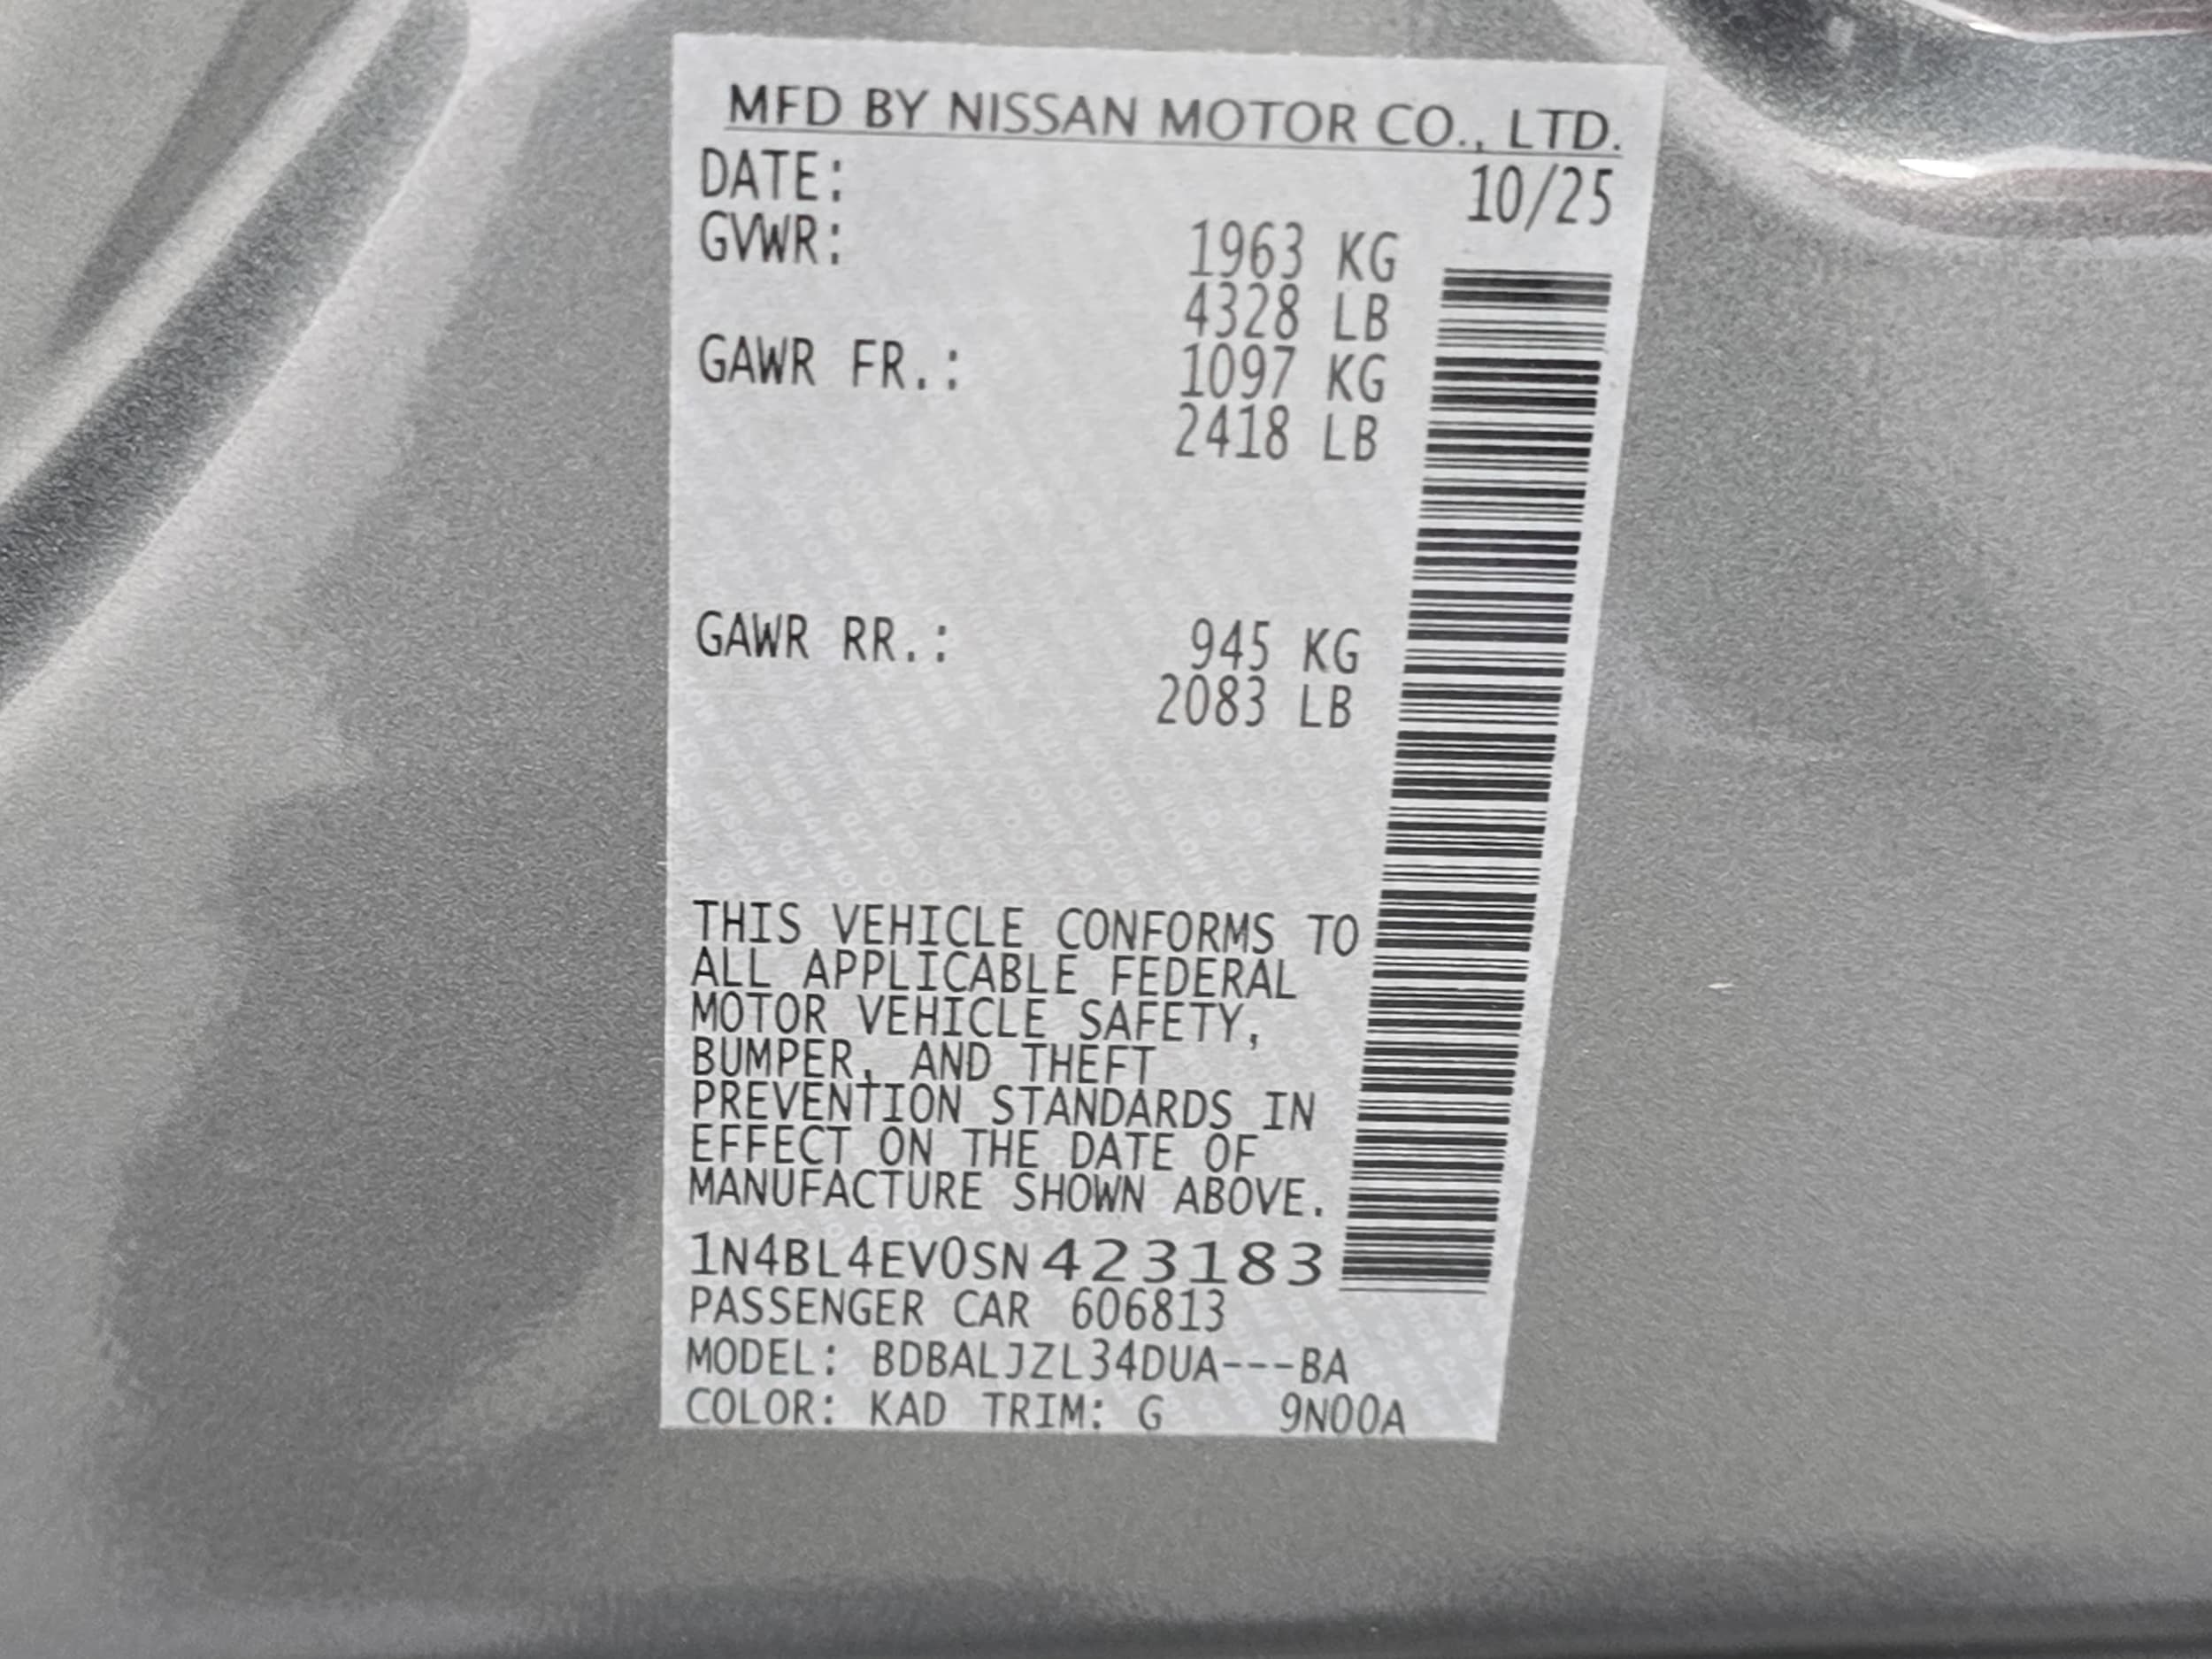 MFD BY NISSAN MOTOR CO., LTD.
DATE: 10/25
GVWR: 1963 KG
4328 LB
GAWR FR.: 1097 KG
2418 LB
GAWR RR.: 945 KG
2083 LB
THIS VEHICLE CONFORMS TO
ALL APPLICABLE FEDERAL
MOTOR VEHICLE SAFETY,
BUMPER, AND THEFT
PREVENTION STANDARDS IN
EFFECT ON THE DATE OF
MANUFACTURE SHOWN ABOVE.
1N4BL4EV0SN423183
PASSENGER CAR 606813
MODEL: BDBALJZL34DUA---BA
COLOR: KAD TRIM: G 9N00A